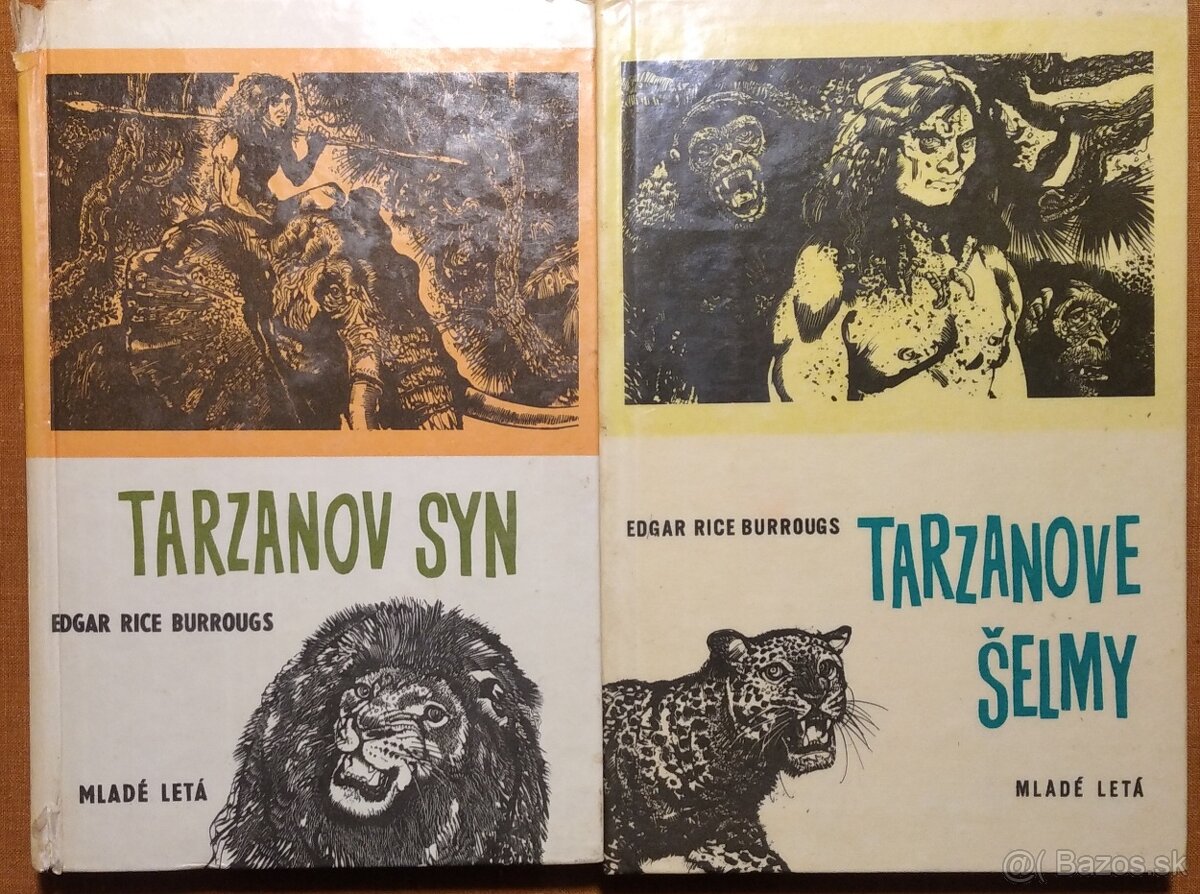 TARZANOV SYN
EDGAR RICE BURROUGS
MLADÉ LETÁ
EDGAR RICE BURROUGS
TARZANOVE
ŠELMY
MLADÉ LETÁ
@( Bazos.sk